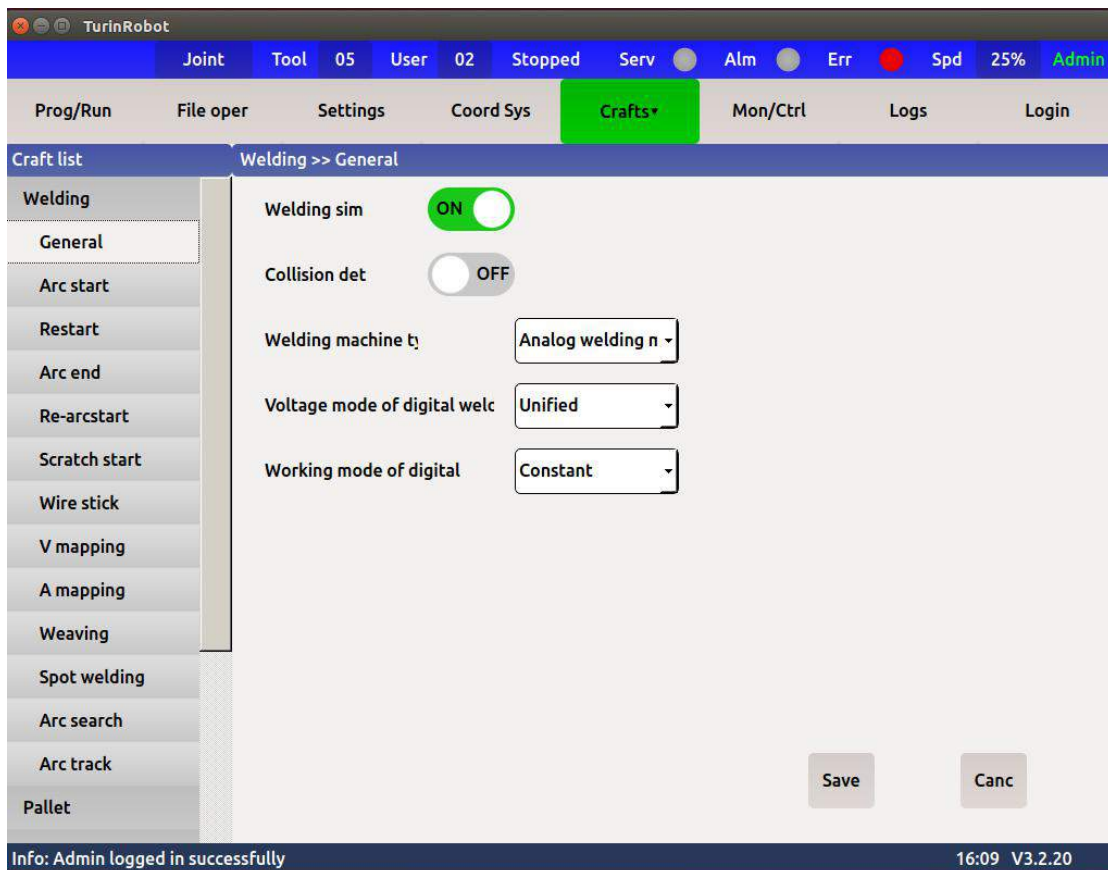 TurinRobot
Joint Tool 05 User 02 Stopped Serv Alm Err Spd 25% Admin
Prog/Run File oper Settings Coord Sys Crafts Mon/Ctrl Logs Login
Craft list Welding >> General
Welding
General
Arc start
Restart
Arc end
Re-arcstart
Scratch start
Wire stick
V mapping
A mapping
Weaving
Spot welding
Arc search
Arc track
Pallet
Welding sim ON
Collision det OFF
Welding machine ty Analog welding n
Voltage mode of digital welc Unified
Working mode of digital Constant
Save Canc
Info: Admin logged in successfully 16:09 V3.2.20